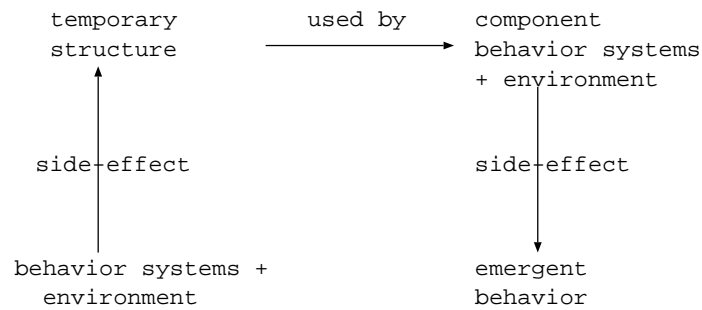 temporary
structure
used by
component
behavior systems
+ environment
side-effect
side-effect
behavior systems +
environment
emergent
behavior